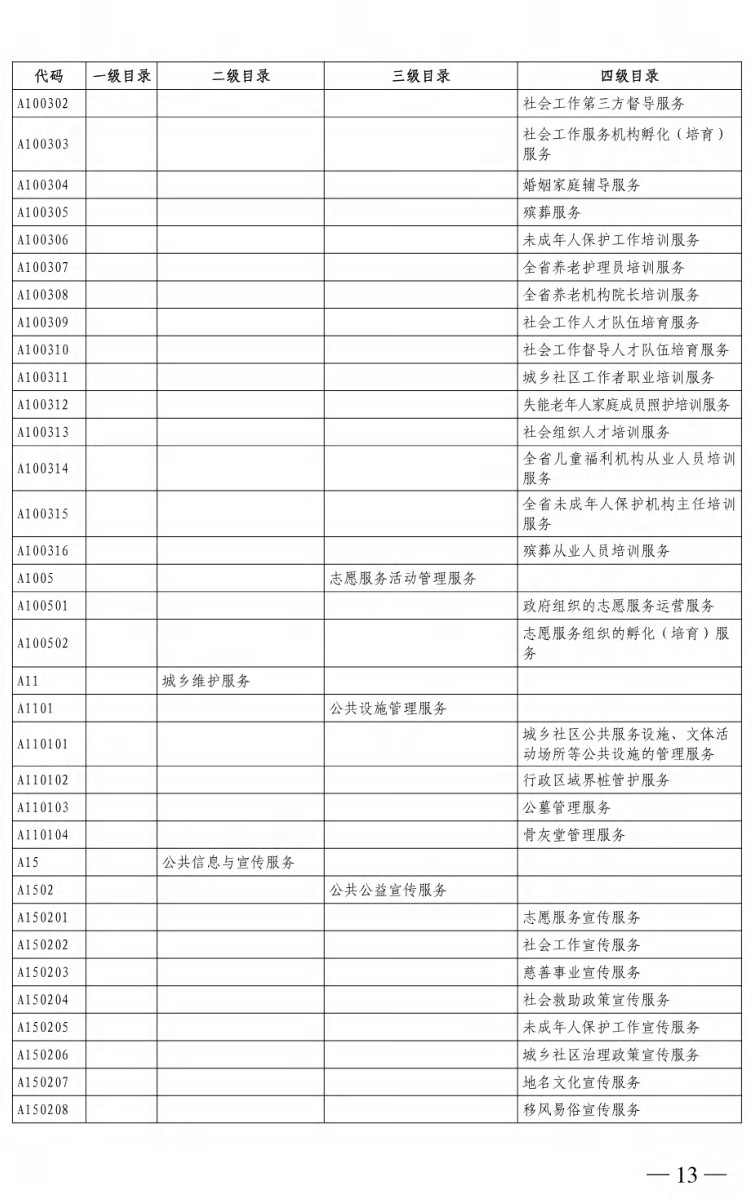 代码 一级目录 二级目录 三级目录 四级目录
A100302 社会工作第三方督导服务
A100303 社会工作服务机构孵化（培育）
服务
A100304 婚姻家庭辅导服务
A100305 殡葬服务
A100306 未成年人保护工作培训服务
A100307 全省养老护理员培训服务
A100308 全省养老机构院长培训服务
A100309 社会工作人才队伍培育服务
A100310 社会工作督导人才队伍培育服务
A100311 城乡社区工作者职业培训服务
A100312 失能老年人家庭成员照护培训服务
A100313 社会组织人才培训服务
A100314 全省儿童福利机构从业人员培训
服务
A100315 全省未成年人保护机构主任培训
服务
A100316 殡葬从业人员培训服务
A1005 志愿服务活动管理服务
A100501 政府组织的志愿服务运营服务
A100502 志愿服务组织的孵化（培育）服
务
A11 城乡维护服务
A1101 公共设施管理服务
A110101 城乡社区公共服务设施、文体活
动场所等公共设施的管理服务
A110102 行政区域界桩管护服务
A110103 公墓管理服务
A110104 骨灰堂管理服务
A15 公共信息与宣传服务
A1502 公共公益宣传服务
A150201 志愿服务宣传服务
A150202 社会工作宣传服务
A150203 慈善事业宣传服务
A150204 社会救助政策宣传服务
A150205 未成年人保护工作宣传服务
A150206 城乡社区治理政策宣传服务
A150207 地名文化宣传服务
A150208 移风易俗宣传服务
— 13 —